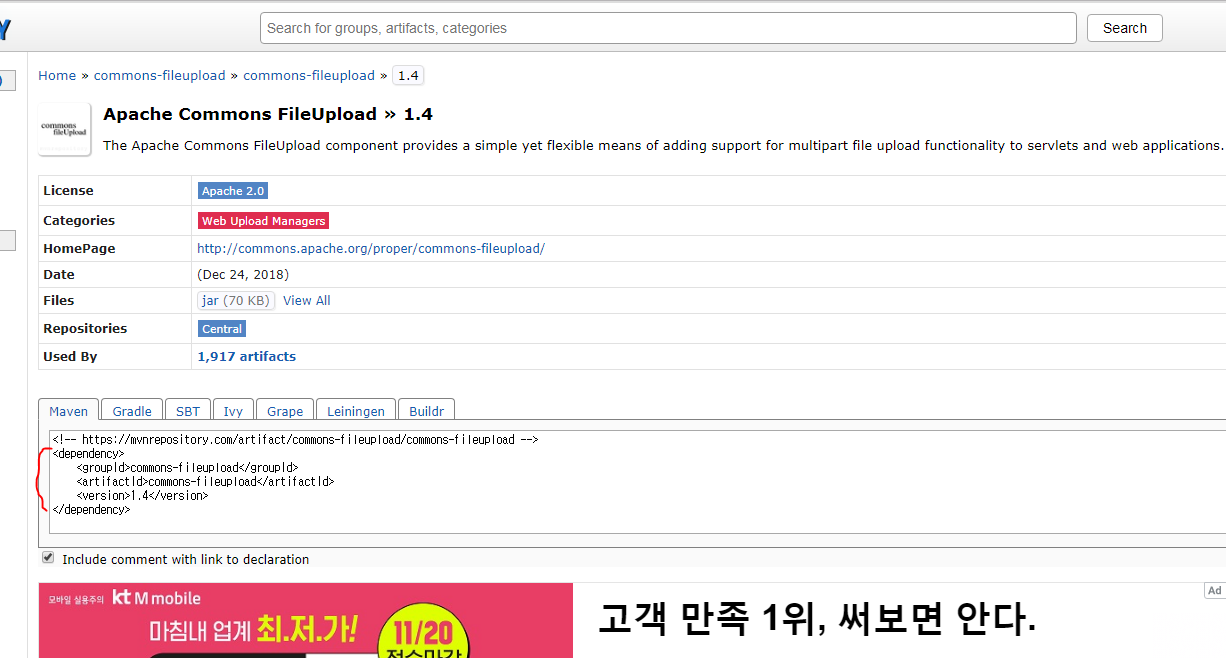 Y
Search for groups, artifacts, categories
Search
Home » commons-fileupload » commons-fileupload » 1.4
)
commons
fileUpload
Apache Commons FileUpload » 1.4
The Apache Commons FileUpload component provides a simple yet flexible means of adding support for multipart file upload functionality to servlets and web applications.
License Apache 2.0
Categories Web Upload Managers
HomePage http://commons.apache.org/proper/commons-fileupload/
Date (Dec 24, 2018)
Files jar (70 KB) View All
Repositories Central
Used By 1,917 artifacts
Maven Gradle SBT Ivy Grape Leiningen Buildr
<!-- https://mvnrepository.com/artifact/commons-fileupload/commons-fileupload -->
<dependency>
<groupId>commons-fileupload</groupId>
<artifactId>commons-fileupload</artifactId>
<version>1.4</version>
</dependency>
Include comment with link to declaration
Ad
모바일 실용주의 kt M mobile
마침내 업계 최.저.가!
11/20
고객 만족 1위, 써보면 안다.